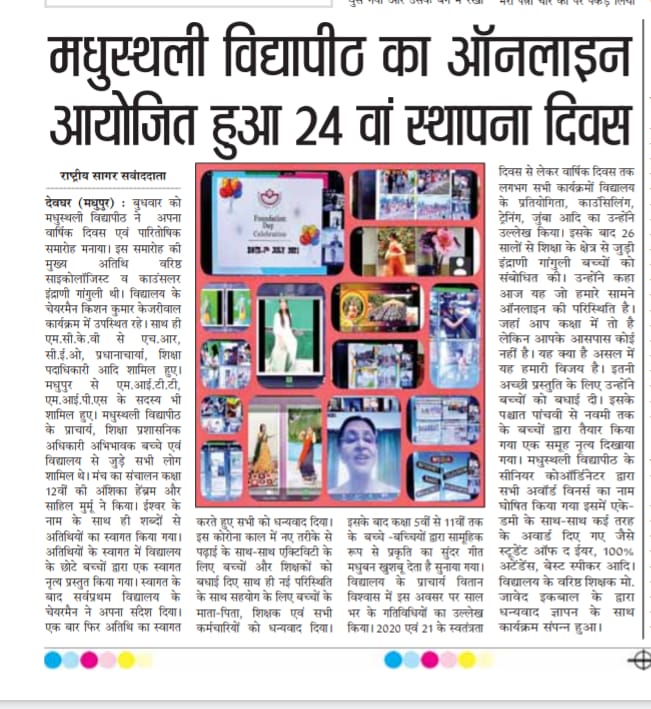 मधुस्थली विद्यापीठ का ऑनलाइन
आयोजित हुआ 24 वां स्थापना दिवस
राष्ट्रीय सागर सवांददाता
देवघर (मधुपुर) : बुधवार को
मधुस्थली विद्यापीठ ने अपना
वार्षिक दिवस एवं पारितोषिक
समारोह मनाया। इस समारोह की
मुख्य अतिथि वरिष्ठ
साइकोलॉजिस्ट व काउंसलर
इंद्राणी गांगुली थी। विद्यालय के
चेयरमैन किशन कुमार केजरीवाल
कार्यक्रम में उपस्थित रहे। साथ ही
एम.सी.के.वी से एच.आर,
सी.ई.ओ, प्रधानाचार्या, शिक्षा
पदाधिकारी आदि शामिल हुए।
मधुपुर से एम.आई.टी.टी,
एम.आई.पी.एस के सदस्य भी
शामिल हुए। मधुस्थली विद्यापीठ
के प्राचार्य, शिक्षा प्रशासनिक
अधिकारी अभिभावक बच्चे एवं
विद्यालय से जुड़े सभी लोग
शामिल थे। मंच का संचालन कक्षा
12वीं की अंशिका हेंब्रम और
साहिल मुर्मू ने किया। ईश्वर के
नाम के साथ ही शब्दों से
अतिथियों का स्वागत किया गया।
अतिथियों के स्वागत में विद्यालय
के छोटे बच्चों द्वारा एक स्वागत
नृत्य प्रस्तुत किया गया। स्वागत के
बाद सर्वप्रथम विद्यालय के
चेयरमैन ने अपना संदेश दिया।
एक बार फिर अतिथि का स्वागत
Foundation
Day
Celebration
DATE-7th JULY 2021
करते हुए सभी को धन्यवाद दिया।
इस कोरोना काल में नए तरीके से
पढ़ाई के साथ-साथ एक्टिविटी के
लिए बच्चों और शिक्षकों को
बधाई दिए साथ ही नई परिस्थिति
के साथ सहयोग के लिए बच्चों के
माता-पिता, शिक्षक एवं सभी
कर्मचारियों को धन्यवाद दिया।
इसके बाद कक्षा 5वीं से 11वीं तक
के बच्चे -बच्चियों द्वारा सामूहिक
रूप से प्रकृति का सुंदर गीत
मधुबन खुशबू देता है सुनाया गया।
विद्यालय के प्राचार्य वितान
विश्वास में इस अवसर पर साल
भर के गतिविधियों का उल्लेख
किया। 2020 एवं 21 के स्वतंत्रता
दिवस से लेकर वार्षिक दिवस तक
लगभग सभी कार्यक्रमों विद्यालय
के प्रतियोगिता, काउंसिलिंग,
ट्रेनिंग, जुंबा आदि का उन्होंने
उल्लेख किया। इसके बाद 26
सालों से शिक्षा के क्षेत्र से जुड़ी
इंद्राणी गांगुली बच्चों को
संबोधित की। उन्होंने कहा
आज यह जो हमारे सामने
ऑनलाइन की परिस्थिति है।
जहां आप कक्षा में तो है
लेकिन आपके आसपास कोई
नहीं है। यह क्या है असल में
यह हमारी विजय है। इतनी
अच्छी प्रस्तुति के लिए उन्होंने
बच्चों को बधाई दी। इसके
पश्चात पांचवी से नवमी तक
के बच्चों द्वारा तैयार किया
गया एक समूह नृत्य दिखाया
गया। मधुस्थली विद्यापीठ के
सीनियर कोऑर्डिनेटर द्वारा
सभी अवॉर्ड विनर्स का नाम
घोषित किया गया इसमें एके-
डमी के साथ-साथ कई तरह
के अवार्ड दिए गए जैसे
स्टूडेंट ऑफ द ईयर, 100%
अटेंडेंस, बेस्ट स्पीकर आदि।
विद्यालय के वरिष्ठ शिक्षक मो.
जावेद इकबाल के द्वारा
धन्यवाद ज्ञापन के साथ
कार्यक्रम संपन्न हुआ।